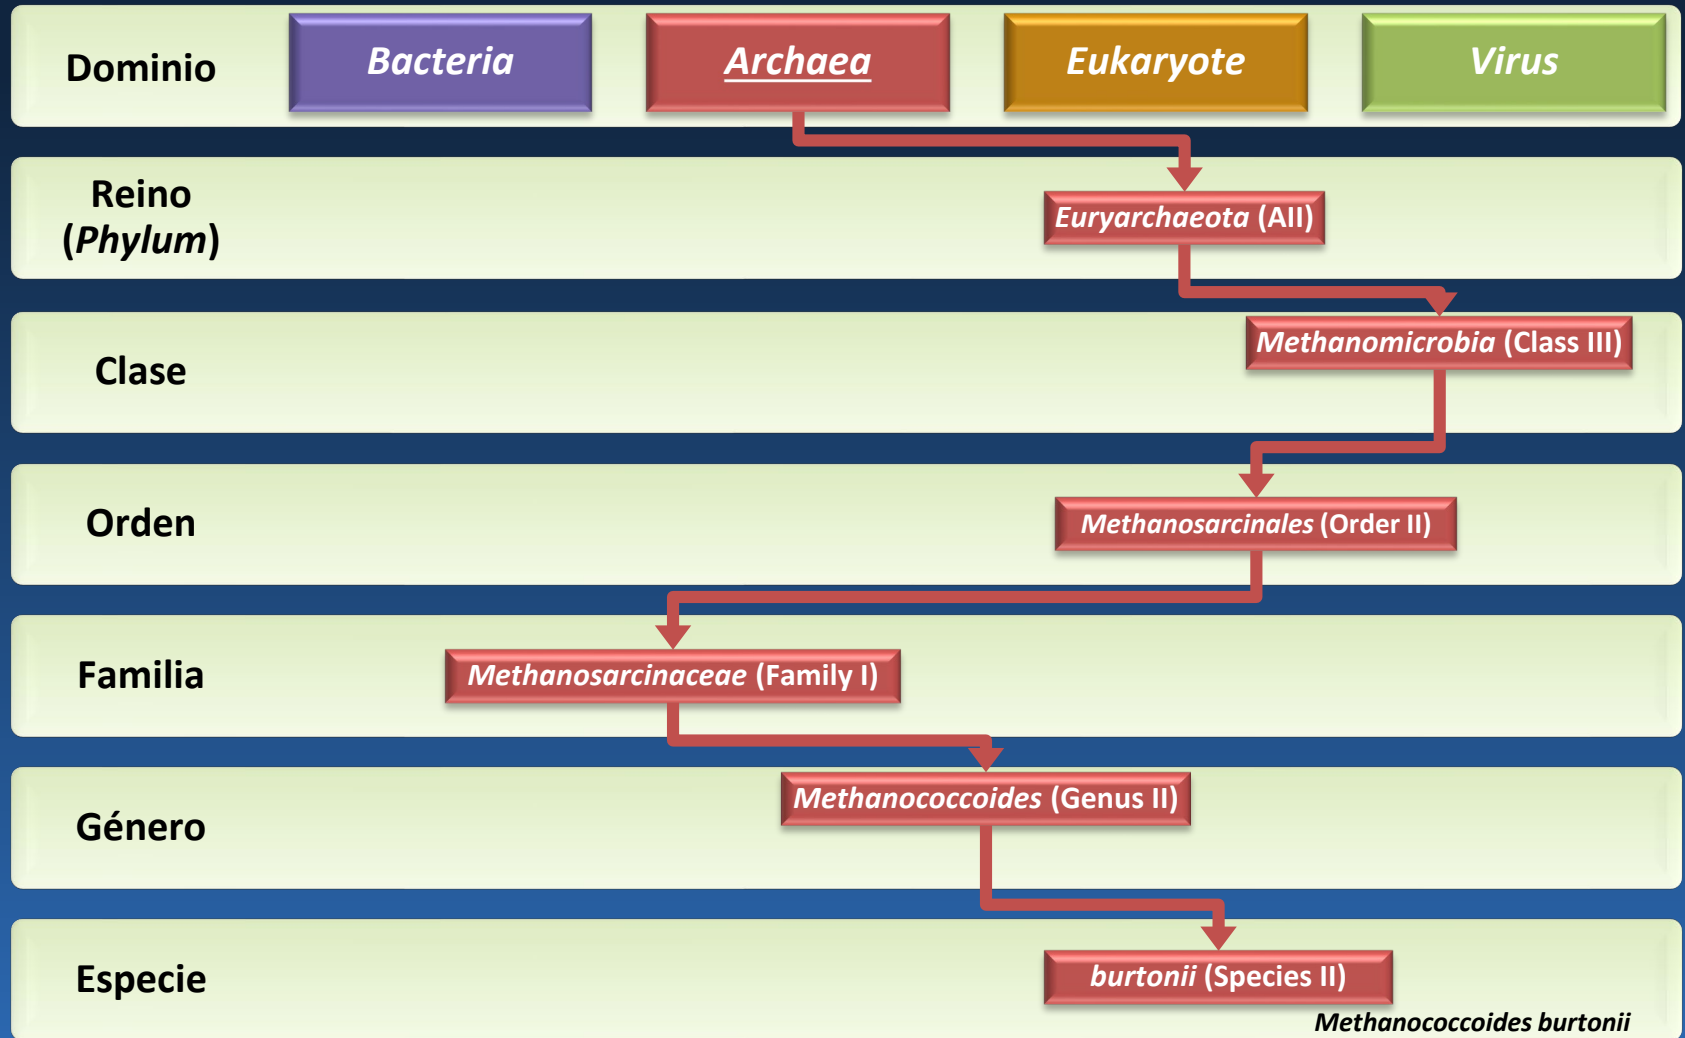 Dominio
Bacteria
Archaea
Eukaryote
Virus
Reino
(Phylum)
Euryarchaeota (AII)
Clase
Methanomicrobia (Class III)
Orden
Methanosarcinales (Order II)
Familia
Methanosarcinaceae (Family I)
Género
Methanococcoides (Genus II)
Especie
burtonii (Species II)
Methanococcoides burtonii